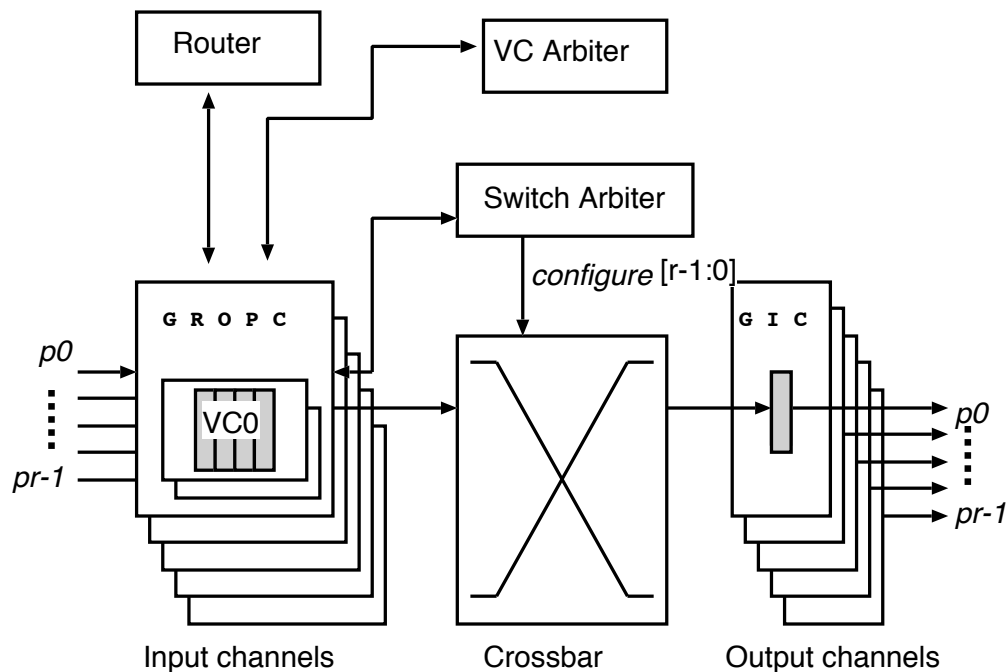 Router
VC Arbiter
Switch Arbiter
configure [r-1:0]
G R O P C
G I C
p0
VC0
pr-1
p0
pr-1
Input channels
Crossbar
Output channels